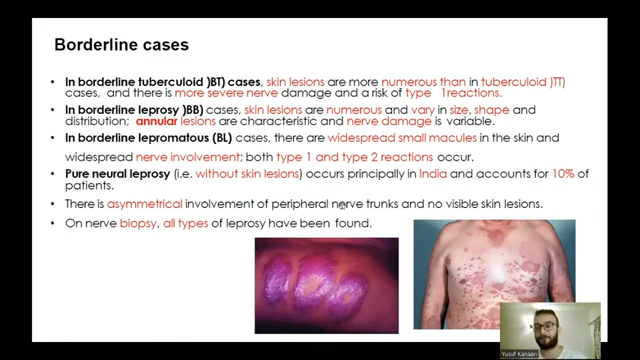 Borderline cases
• In borderline tuberculoid )BT) cases, skin lesions are more numerous than in tuberculoid )TT)
cases, and there is more severe nerve damage and a risk of type 1reactions.
• In borderline leprosy )BB) cases, skin lesions are numerous and vary in size, shape and
distribution; annular lesions are characteristic and nerve damage is variable.
• In borderline lepromatous (BL) cases, there are widespread small macules in the skin and
widespread nerve involvement; both type 1 and type 2 reactions occur.
• Pure neural leprosy (i.e. without skin lesions) occurs principally in India and accounts for 10% of
patients.
• There is asymmetrical involvement of peripheral nerve trunks and no visible skin lesions.
• On nerve biopsy, all types of leprosy have been found.
Yusuf Kanaan